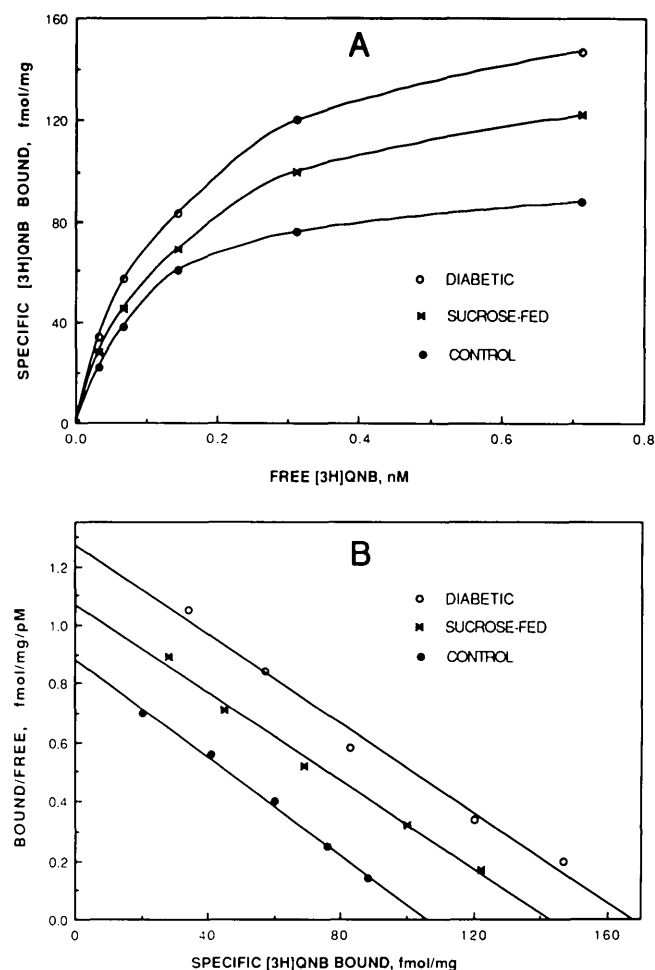 A
SPECIFIC [3H]QNB BOUND, fmol/mg
160
120
80
40
0
DIABETIC
SUCROSE-FED
CONTROL
0.0 0.2 0.4 0.6 0.8
FREE [3H]QNB, nM
B
BOUND/FREE, fmol/mg/pM
1.2
1.0
0.8
0.6
0.4
0.2
0.0
DIABETIC
SUCROSE-FED
CONTROL
0 40 80 120 160
SPECIFIC [3H]QNB BOUND, fmol/mg